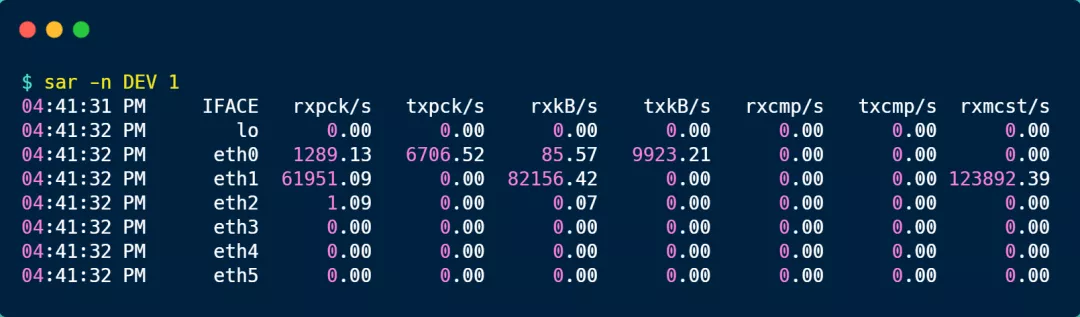 $ sar -n DEV 1
04:41:31 PM IFACE rxpck/s txpck/s rxkB/s txkB/s rxcmp/s txcmp/s rxmcst/s
04:41:32 PM lo 0.00 0.00 0.00 0.00 0.00 0.00 0.00
04:41:32 PM eth0 1289.13 6706.52 85.57 9923.21 0.00 0.00 0.00
04:41:32 PM eth1 61951.09 0.00 82156.42 0.00 0.00 0.00 123892.39
04:41:32 PM eth2 1.09 0.00 0.07 0.00 0.00 0.00 0.00
04:41:32 PM eth3 0.00 0.00 0.00 0.00 0.00 0.00 0.00
04:41:32 PM eth4 0.00 0.00 0.00 0.00 0.00 0.00 0.00
04:41:32 PM eth5 0.00 0.00 0.00 0.00 0.00 0.00 0.00